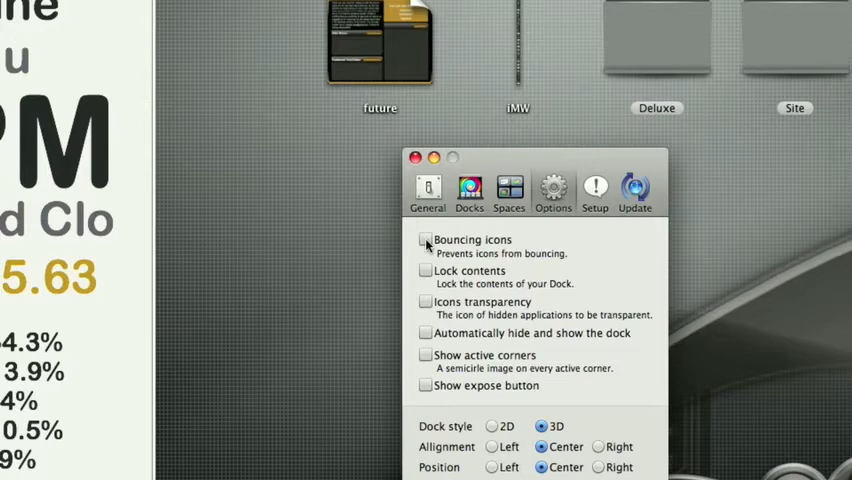 u
PM
d Clo
5.63
4.3%
3.9%
4%
0.5%
9%
future
iMW
Deluxe
Site
General Docks Spaces Options Setup Update
Bouncing icons
Prevents icons from bouncing.
Lock contents
Lock the contents of your Dock.
Icons transparency
The icon of hidden applications to be transparent.
Automatically hide and show the dock
Show active corners
A semicirle image on every active corner.
Show expose button
Dock style 2D 3D
Allignment Left Center Right
Position Left Center Right